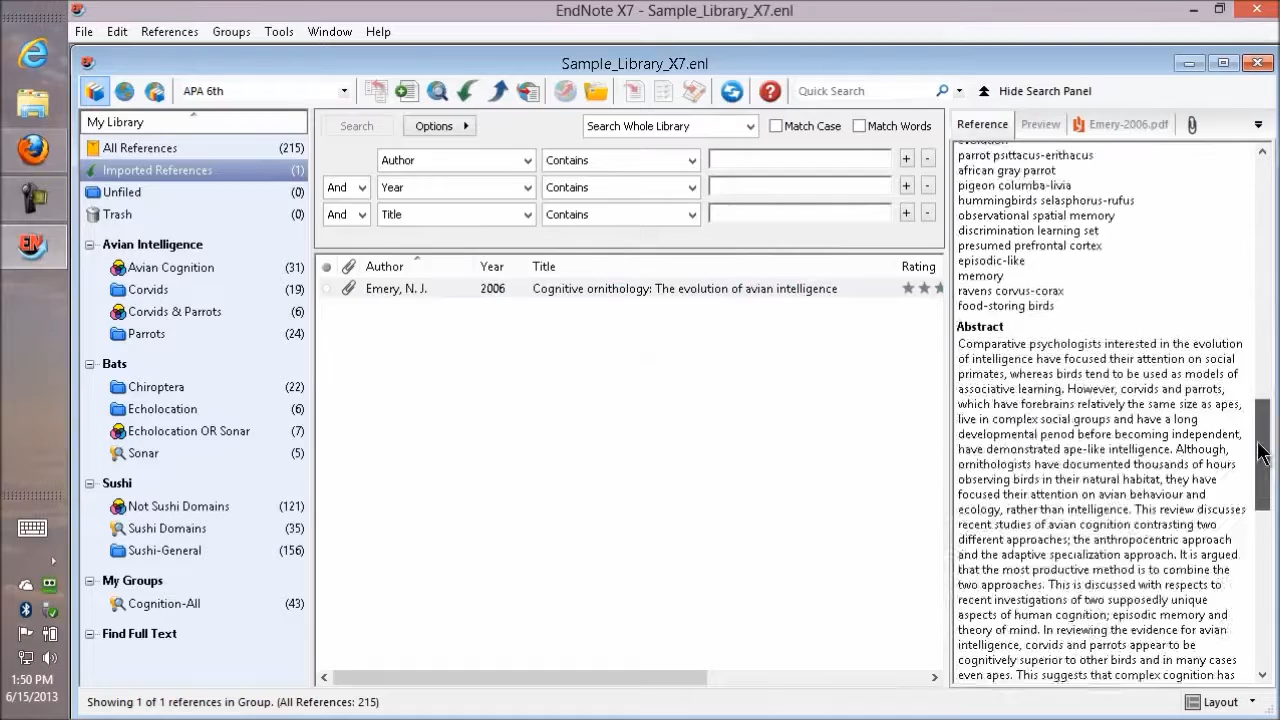 EndNote X7 - Sample_Library_X7.enl
File Edit References Groups Tools Window Help
Sample_Library_X7.enl
APA 6th
Quick Search
Hide Search Panel
My Library
All References (215)
Imported References (1)
Unfiled (0)
Trash (0)
Avian Intelligence
Avian Cognition (31)
Corvids (19)
Corvids & Parrots (6)
Parrots (24)
Bats
Chiroptera (22)
Echolocation (6)
Echolocation OR Sonar (7)
Sonar (5)
Sushi
Not Sushi Domains (121)
Sushi Domains (35)
Sushi-General (156)
My Groups
Cognition-All (43)
Find Full Text
Search Options Search Whole Library Match Case Match Words
Author Contains + -
And Year Contains + -
And Title Contains + -
Author Year Title Rating
Emery, N. J. 2006 Cognitive ornithology: The evolution of avian intelligence
Reference Preview Emery-2006.pdf
evolution
parrot psittacus-erithacus
african gray parrot
pigeon columba-livia
hummingbirds selasphorus-rufus
observational spatial memory
discrimination learning set
presumed prefrontal cortex
episodic-like
memory
ravens corvus-corax
food-storing birds
Abstract
Comparative psychologists interested in the evolution
of intelligence have focused their attention on social
primates, whereas birds tend to be used as models of
associative learning. However, corvids and parrots,
which have forebrains relatively the same size as apes,
live in complex social groups and have a long
developmental period before becoming independent,
have demonstrated ape-like intelligence. Although,
ornithologists have documented thousands of hours
observing birds in their natural habitat, they have
focused their attention on avian behaviour and
ecology, rather than intelligence. This review discusses
recent studies of avian cognition contrasting two
different approaches; the anthropocentric approach
and the adaptive specialization approach. It is argued
that the most productive method is to combine the
two approaches. This is discussed with respects to
recent investigations of two supposedly unique
aspects of human cognition; episodic memory and
theory of mind. In reviewing the evidence for avian
intelligence, corvids and parrots appear to be
cognitively superior to other birds and in many cases
even apes. This suggests that complex cognition has
Showing 1 of 1 references in Group. (All References: 215)
Layout
1:50 PM
6/15/2013